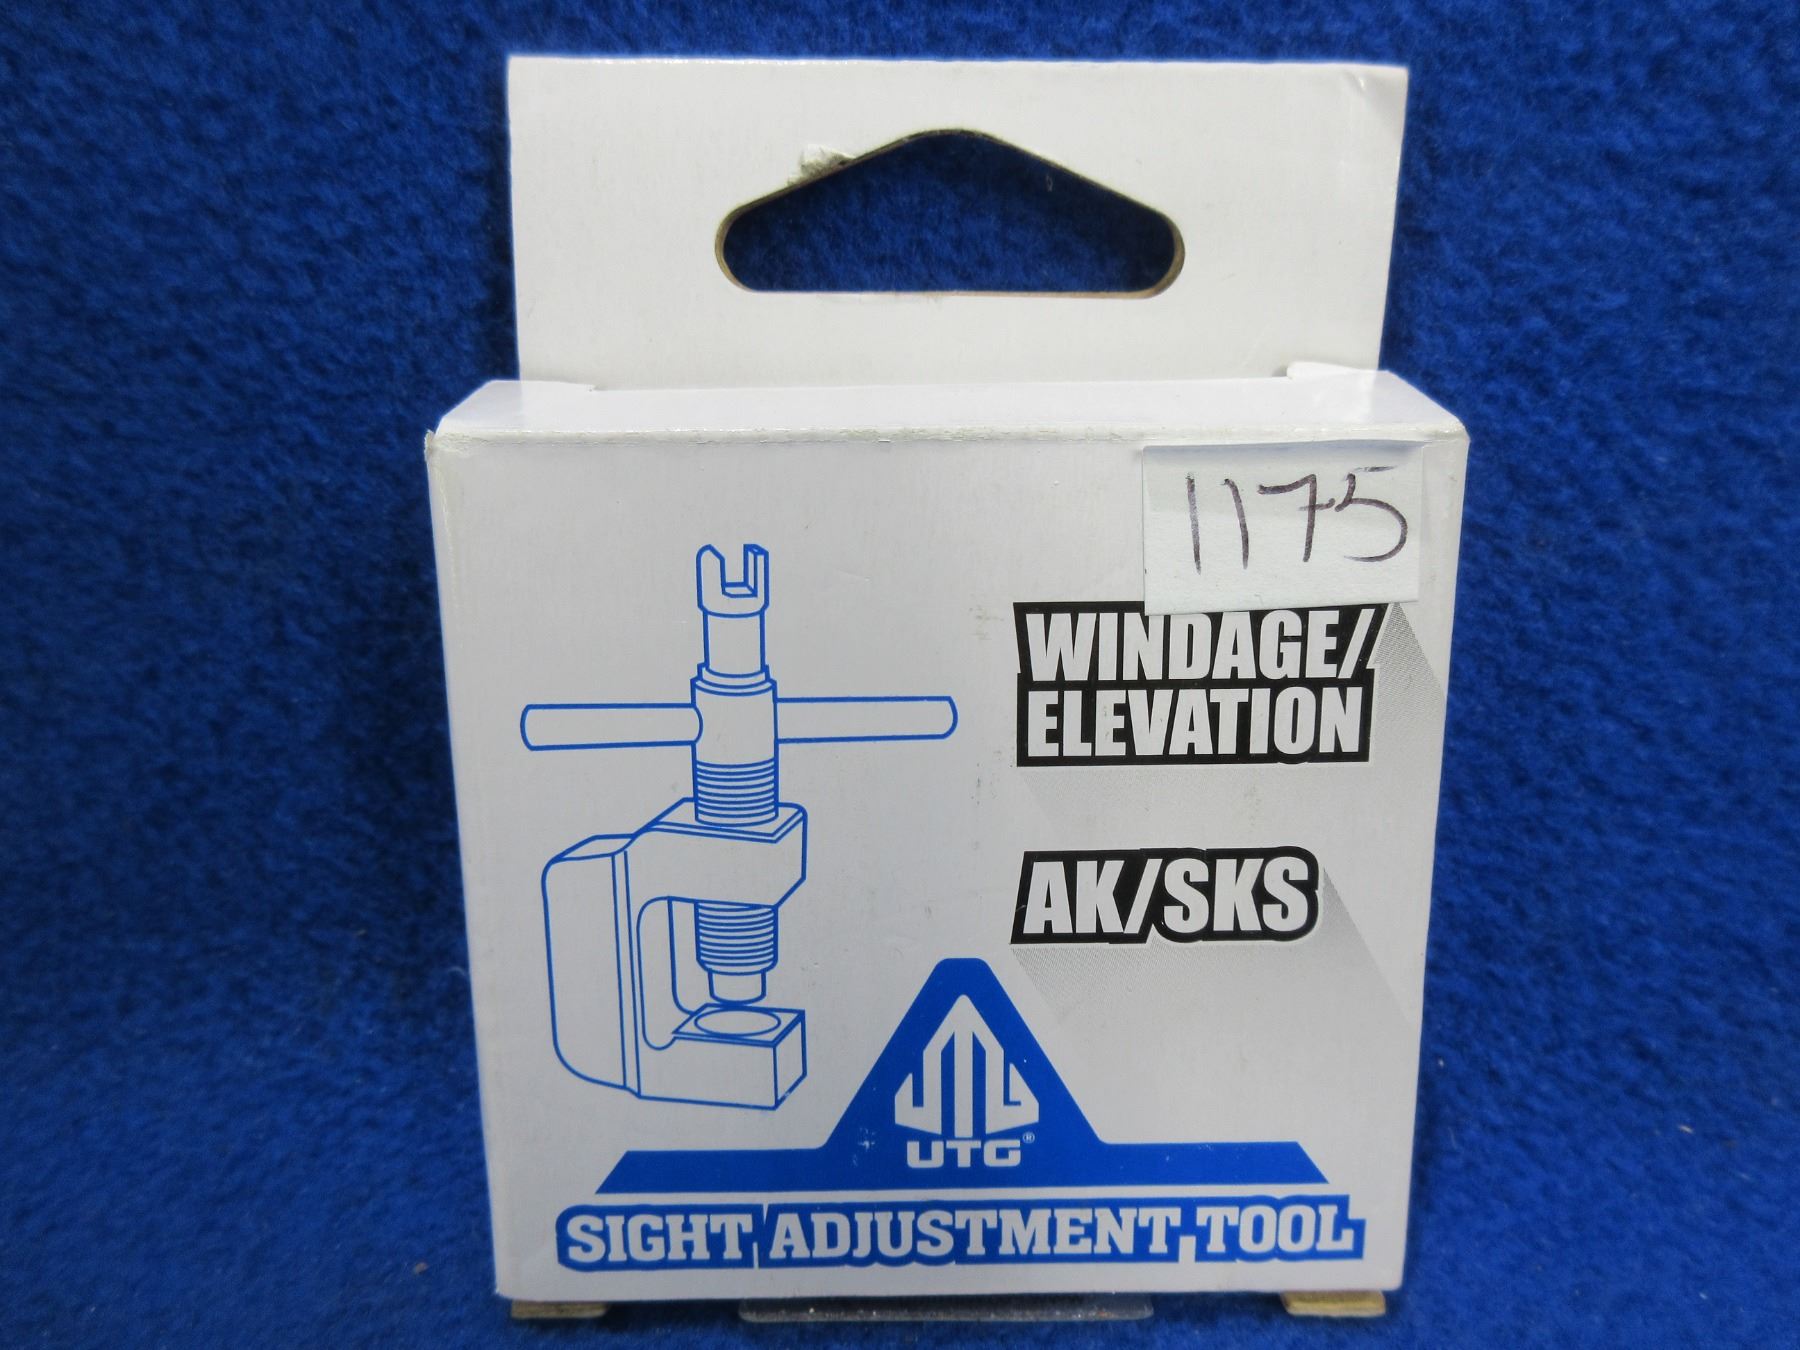 1175
WINDAGE/
ELEVATION
AK/SKS
UTG®
SIGHT ADJUSTMENT TOOL